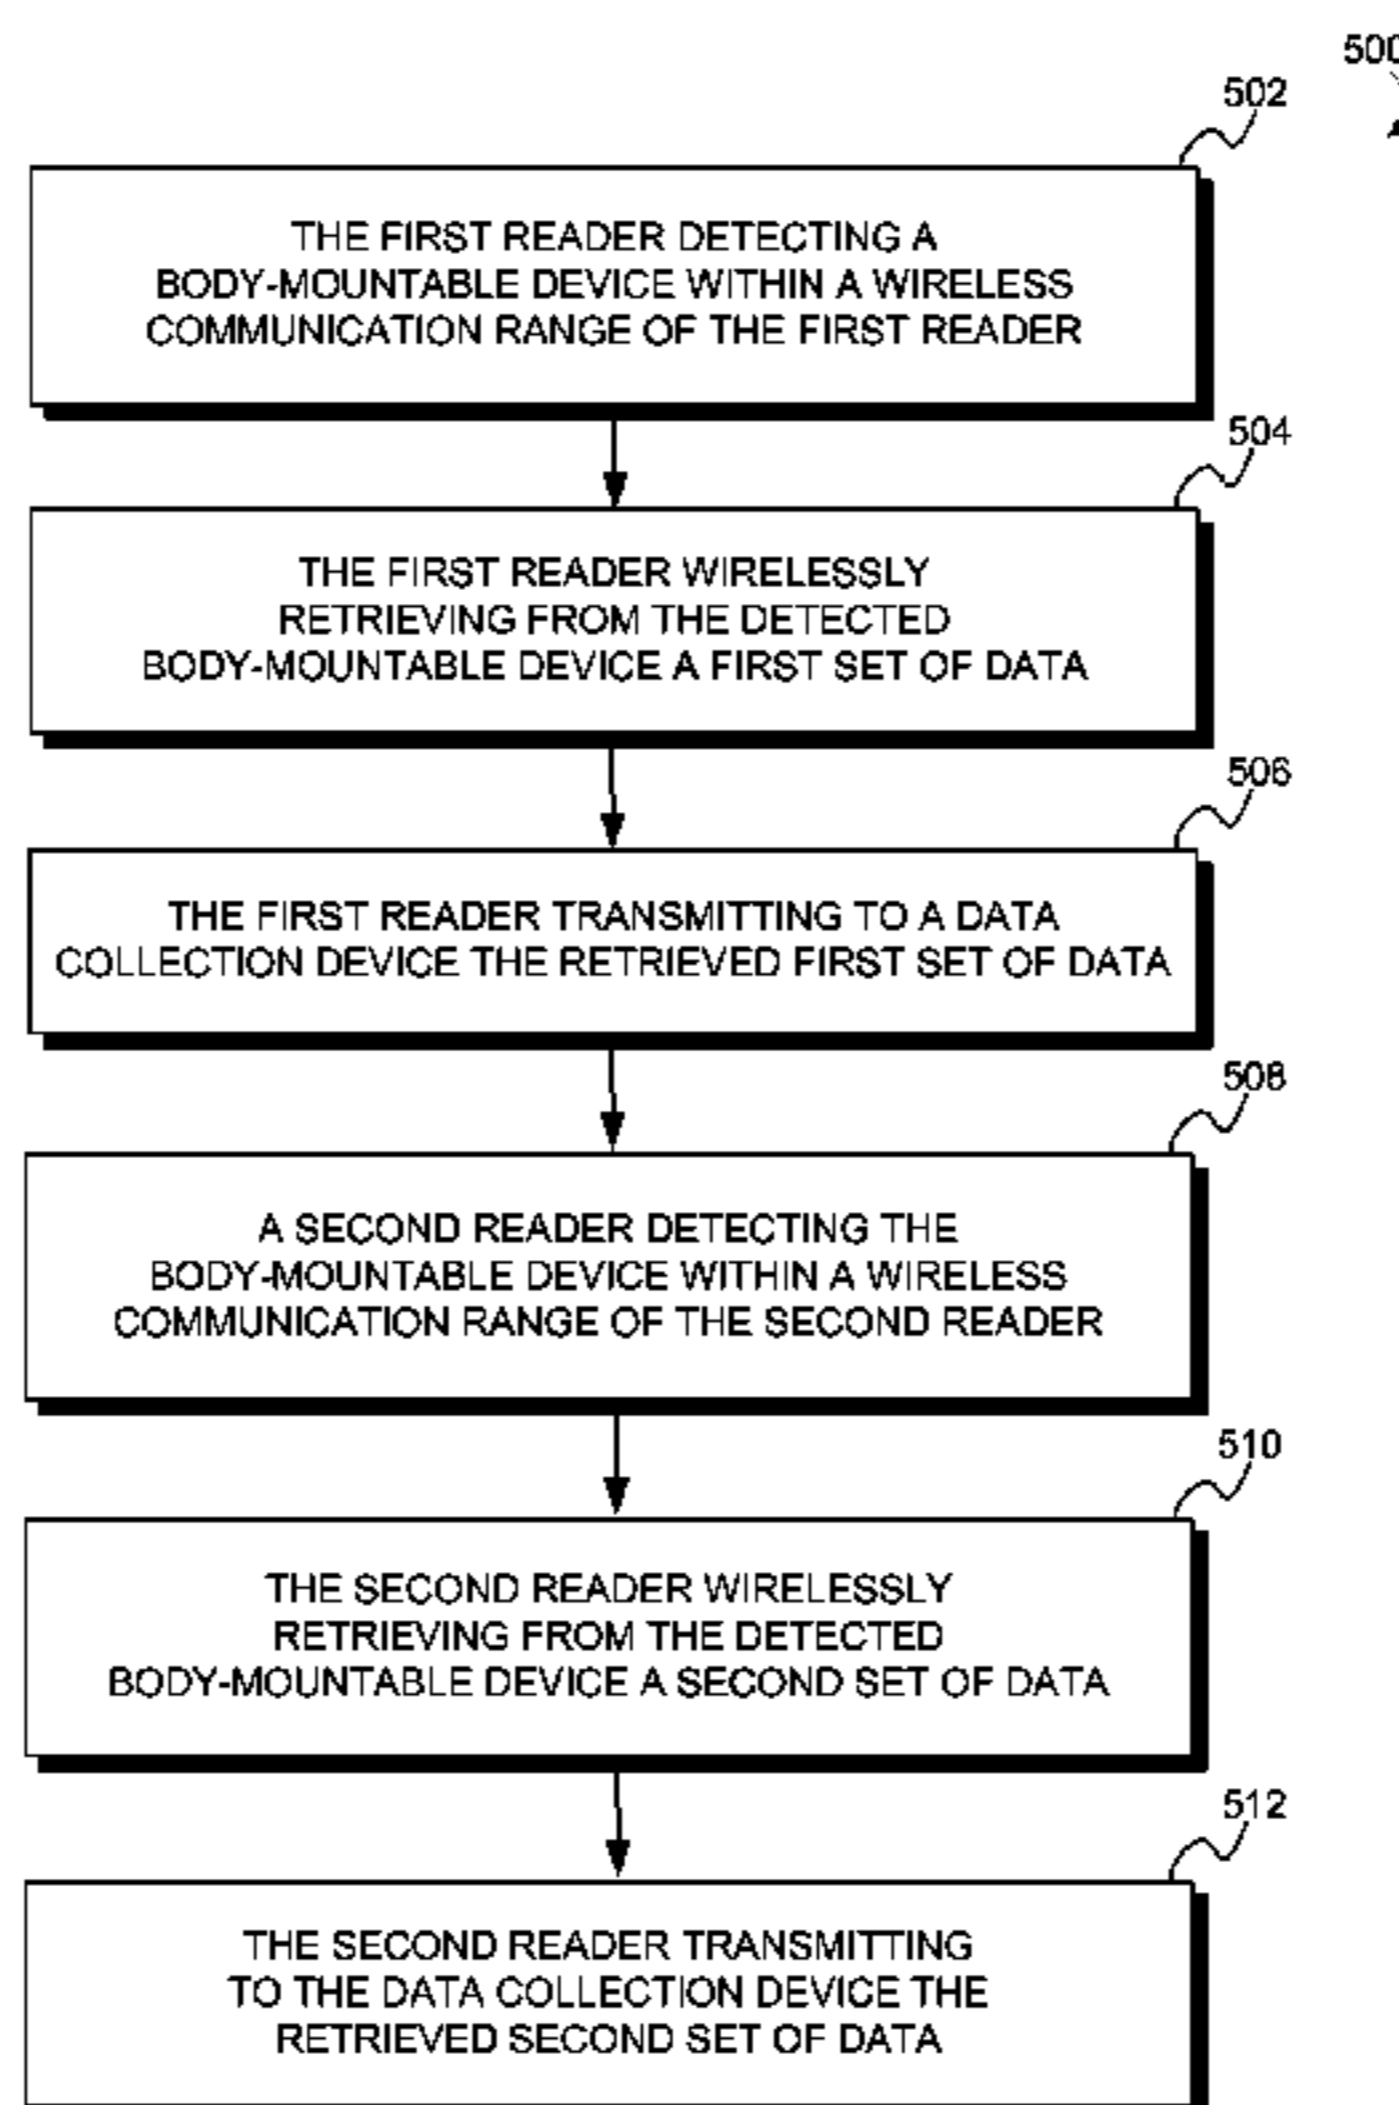 500
502
THE FIRST READER DETECTING A
BODY-MOUNTABLE DEVICE WITHIN A WIRELESS
COMMUNICATION RANGE OF THE FIRST READER
504
THE FIRST READER WIRELESSLY
RETRIEVING FROM THE DETECTED
BODY-MOUNTABLE DEVICE A FIRST SET OF DATA
506
THE FIRST READER TRANSMITTING TO A DATA
COLLECTION DEVICE THE RETRIEVED FIRST SET OF DATA
508
A SECOND READER DETECTING THE
BODY-MOUNTABLE DEVICE WITHIN A WIRELESS
COMMUNICATION RANGE OF THE SECOND READER
510
THE SECOND READER WIRELESSLY
RETRIEVING FROM THE DETECTED
BODY-MOUNTABLE DEVICE A SECOND SET OF DATA
512
THE SECOND READER TRANSMITTING
TO THE DATA COLLECTION DEVICE THE
RETRIEVED SECOND SET OF DATA